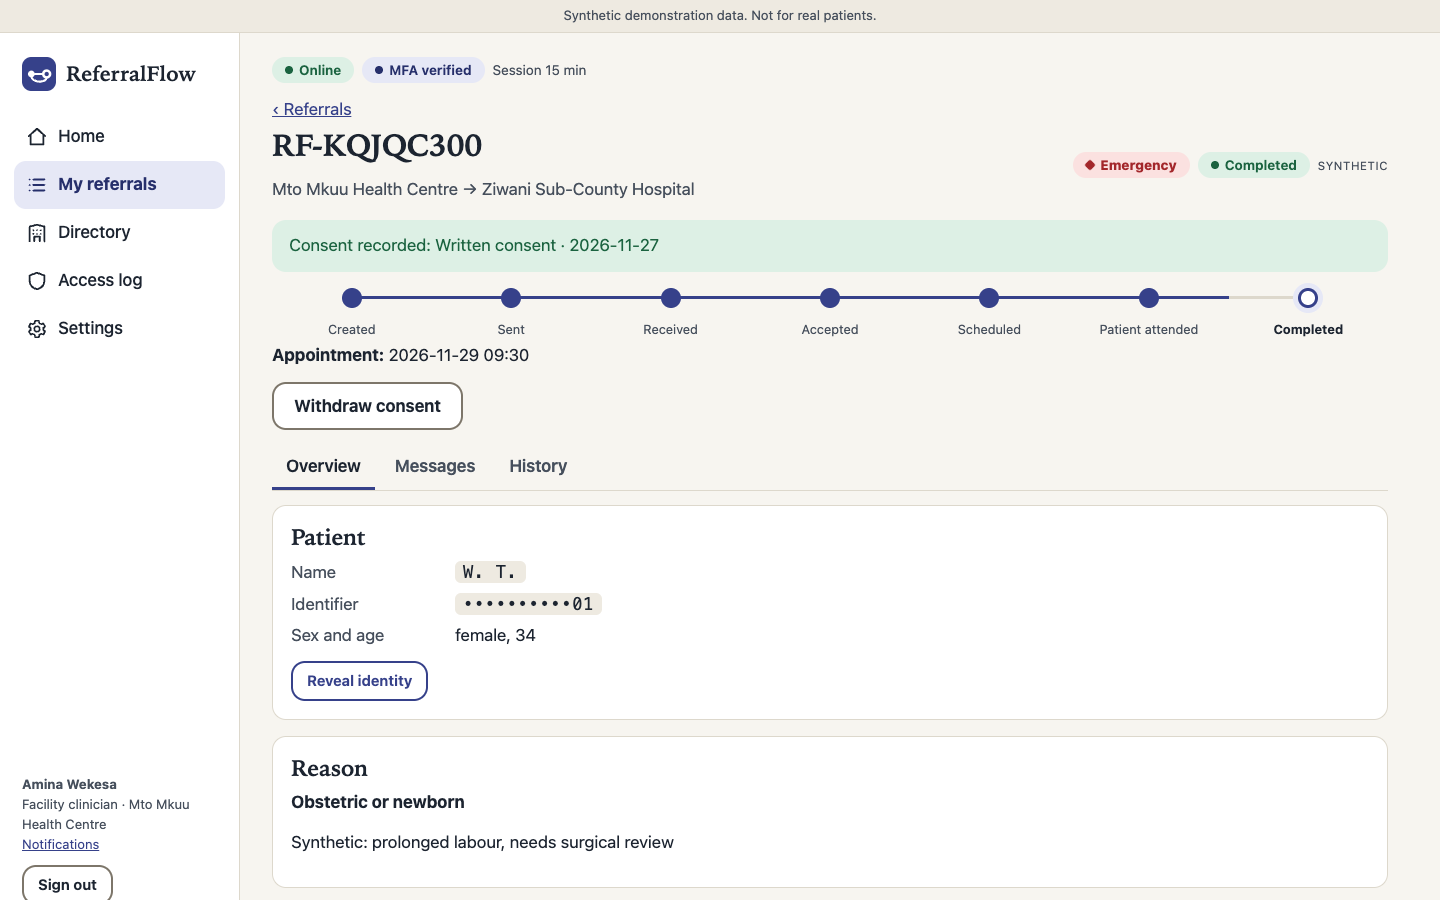 Synthetic demonstration data. Not for real patients.
ReferralFlow
Home
My referrals
Directory
Access log
Settings
Amina Wekesa
Facility clinician · Mto Mkuu
Health Centre
Notifications
Sign out
Online
MFA verified
Session 15 min
‹ Referrals
RF-KQJQC300
Mto Mkuu Health Centre → Ziwani Sub-County Hospital
Emergency
Completed
SYNTHETIC
Consent recorded: Written consent · 2026-11-27
Created
Sent
Received
Accepted
Scheduled
Patient attended
Completed
Appointment: 2026-11-29 09:30
Withdraw consent
Overview
Messages
History
Patient
Name W. T.
Identifier ••••••••••01
Sex and age female, 34
Reveal identity
Reason
Obstetric or newborn
Synthetic: prolonged labour, needs surgical review